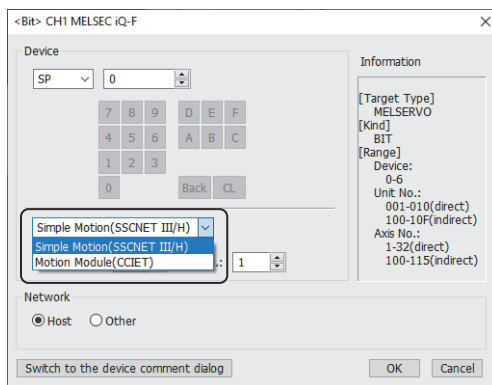 <Bit> CH1 MELSEC iQ-F
Device
SP
0
7 8 9 D E F
4 5 6 A B C
1 2 3
0 Back CL
Simple Motion(SSCNET III/H)
Simple Motion(SSCNET III/H)
Motion Module(CCIET)
.: 1
Network
Host Other
Switch to the device comment dialog
Information
[Target Type]
MELSERVO
[Kind]
BIT
[Range]
Device:
0-6
Unit No.:
001-010(direct)
100-10F(indirect)
Axis No.:
1-32(direct)
100-115(indirect)
OK Cancel